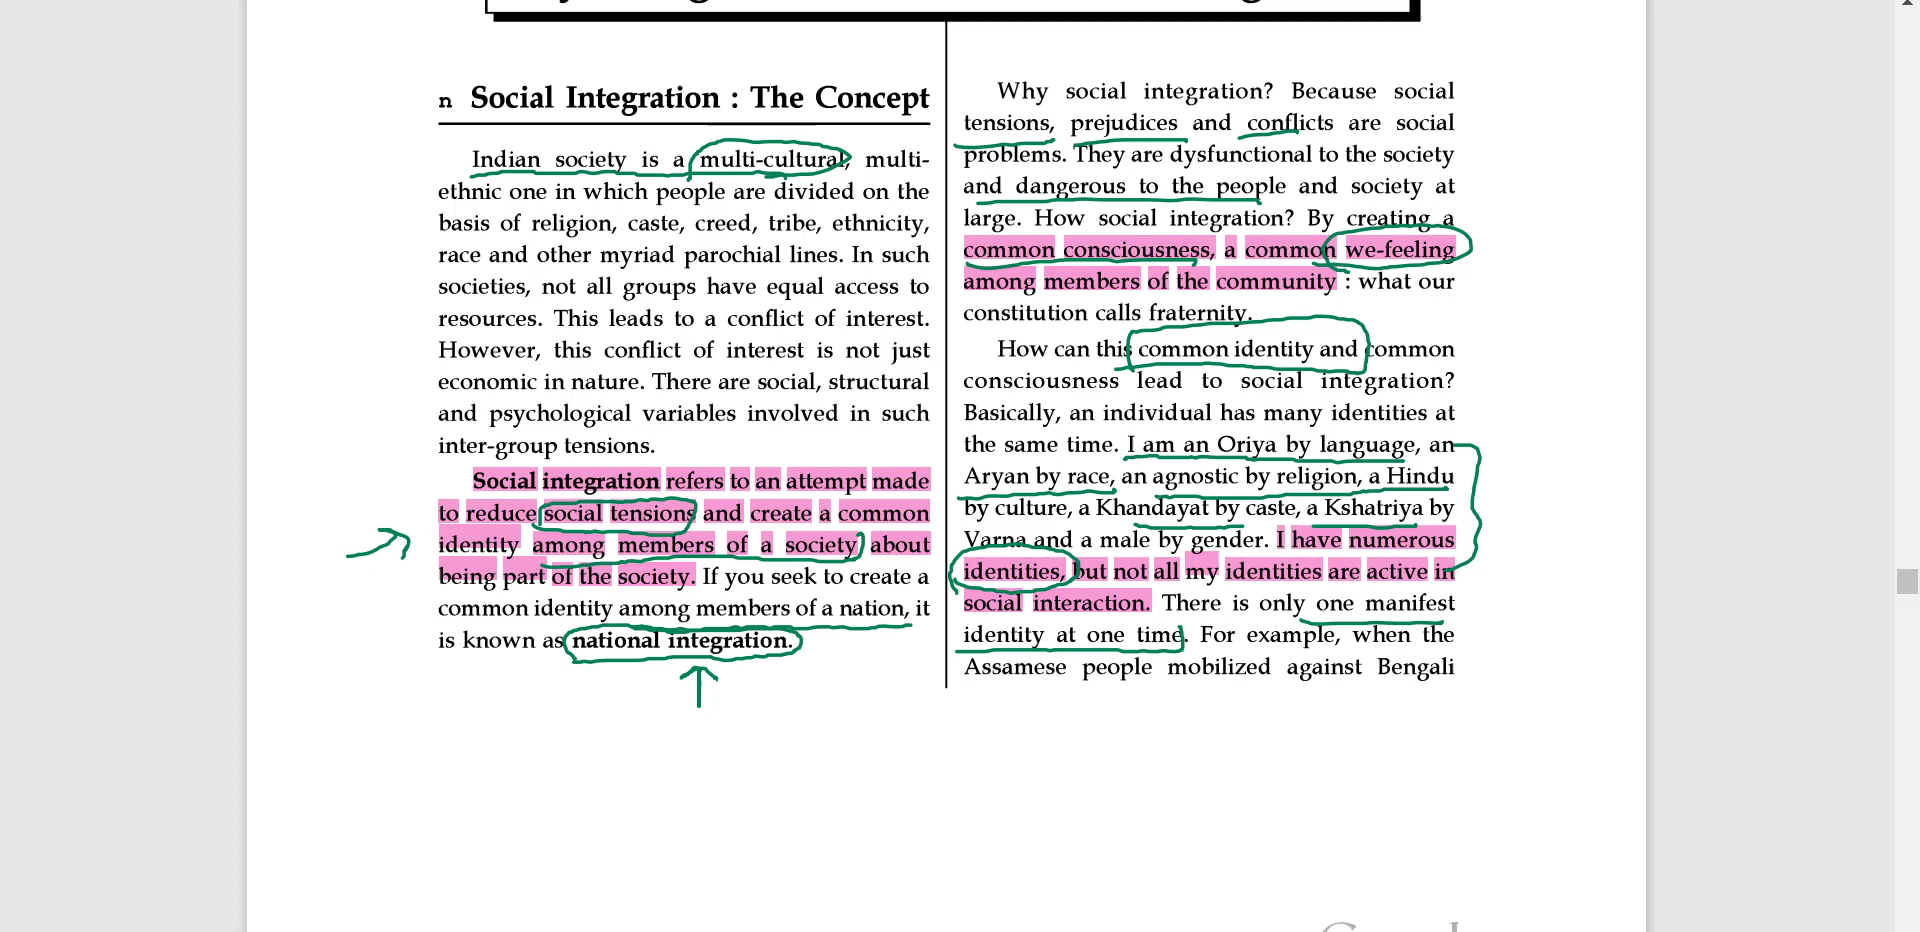 n Social Integration : The Concept
Indian society is a multi-cultural, multi-
ethnic one in which people are divided on the
basis of religion, caste, creed, tribe, ethnicity,
race and other myriad parochial lines. In such
societies, not all groups have equal access to
resources. This leads to a conflict of interest.
However, this conflict of interest is not just
economic in nature. There are social, structural
and psychological variables involved in such
inter-group tensions.
Social integration refers to an attempt made
to reduce social tensions and create a common
identity among members of a society about
being part of the society. If you seek to create a
common identity among members of a nation, it
is known as national integration.
Why social integration? Because social
tensions, prejudices and conflicts are social
problems. They are dysfunctional to the society
and dangerous to the people and society at
large. How social integration? By creating a
common consciousness, a common we-feeling
among members of the community : what our
constitution calls fraternity.
How can this common identity and common
consciousness lead to social integration?
Basically, an individual has many identities at
the same time. I am an Oriya by language, an
Aryan by race, an agnostic by religion, a Hindu
by culture, a Khandayat by caste, a Kshatriya by
Varna and a male by gender. I have numerous
identities, but not all my identities are active in
social interaction. There is only one manifest
identity at one time. For example, when the
Assamese people mobilized against Bengali